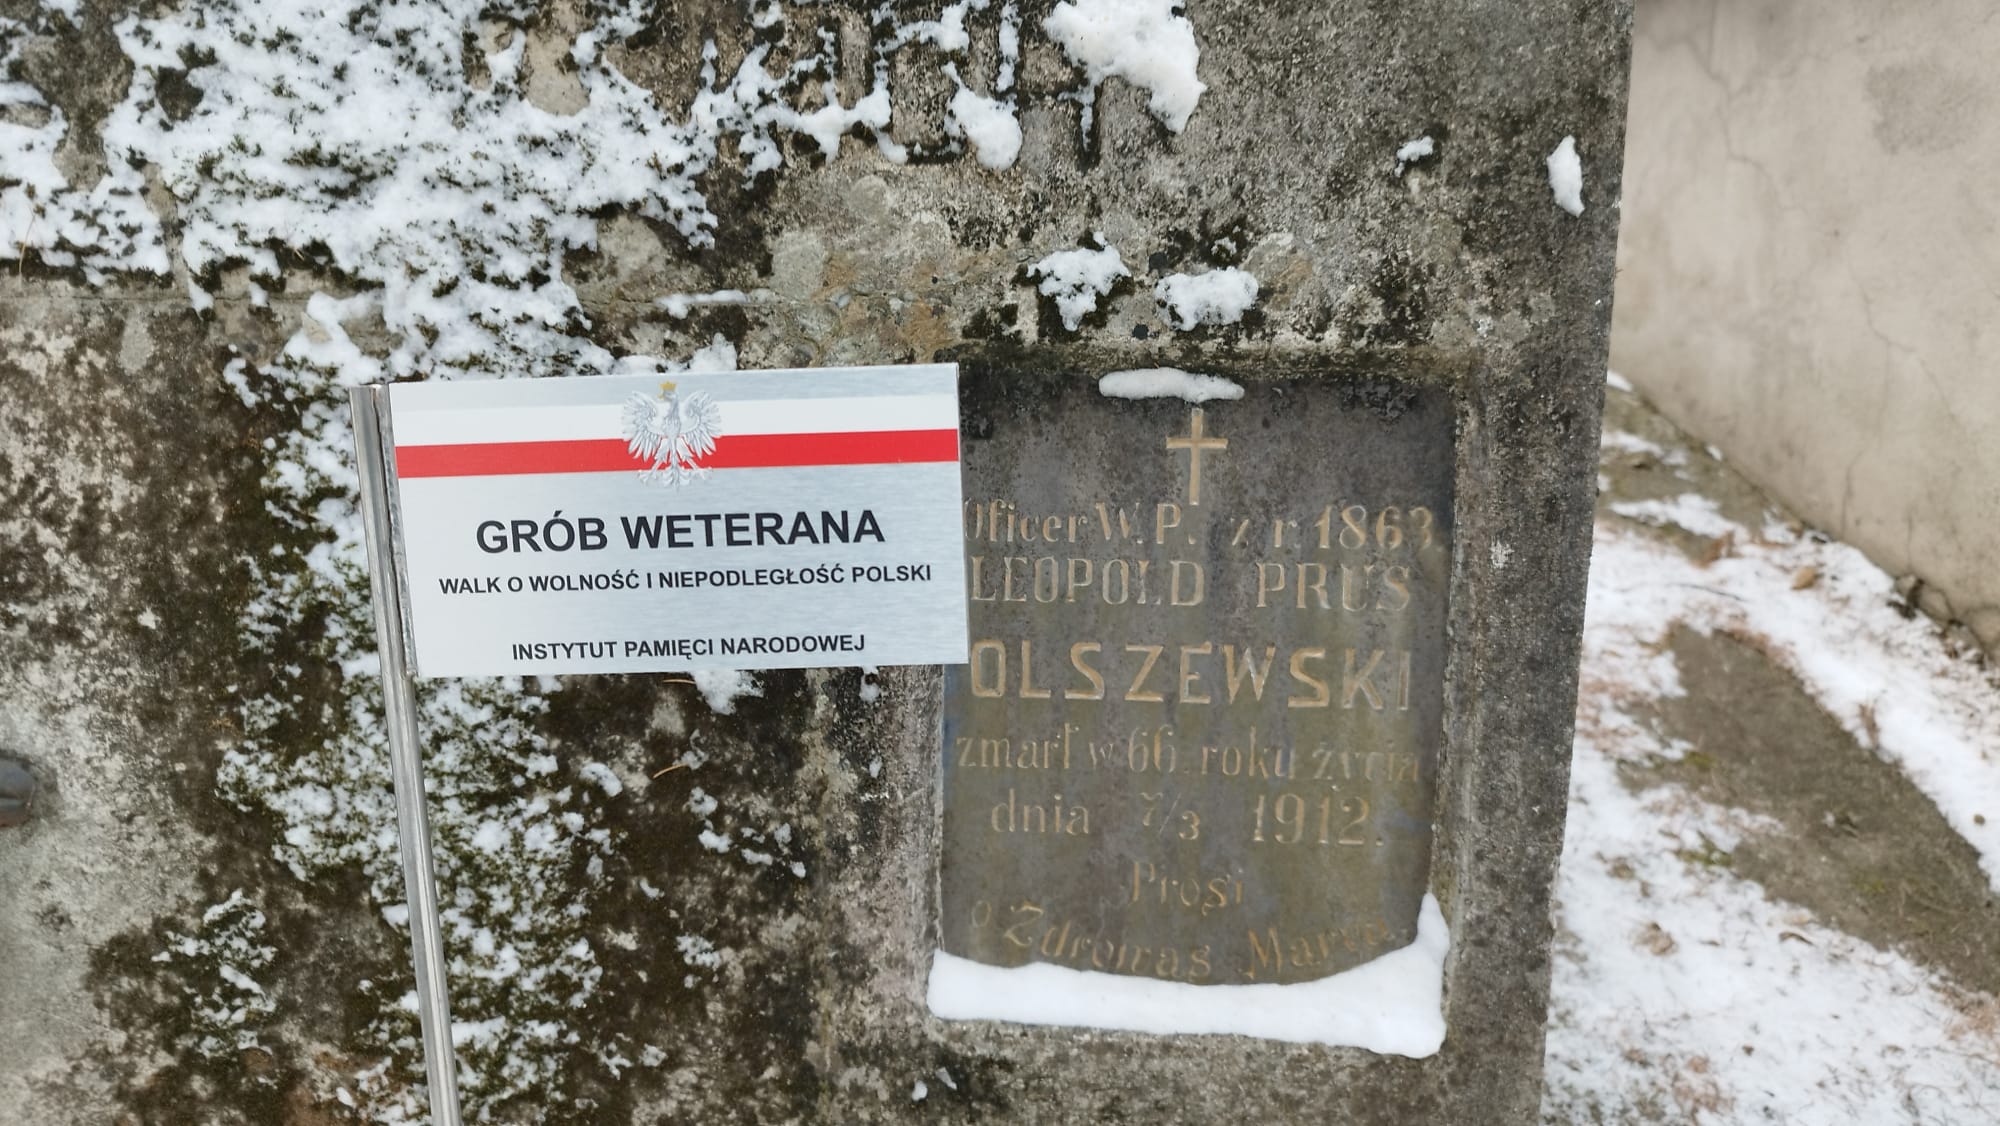 GRÓB WETERANA
WALK O WOLNOŚĆ I NIEPODLEGŁOŚĆ POLSKI
INSTYTUT PAMIĘCI NARODOWEJ
Oficer W.P. z r. 1863.
LEOPOLD PRUS
OLSZEWSKI
zmarł w 66 roku życia
dnia 7/3 1912.
Prosi
o Zdrowaś Marya